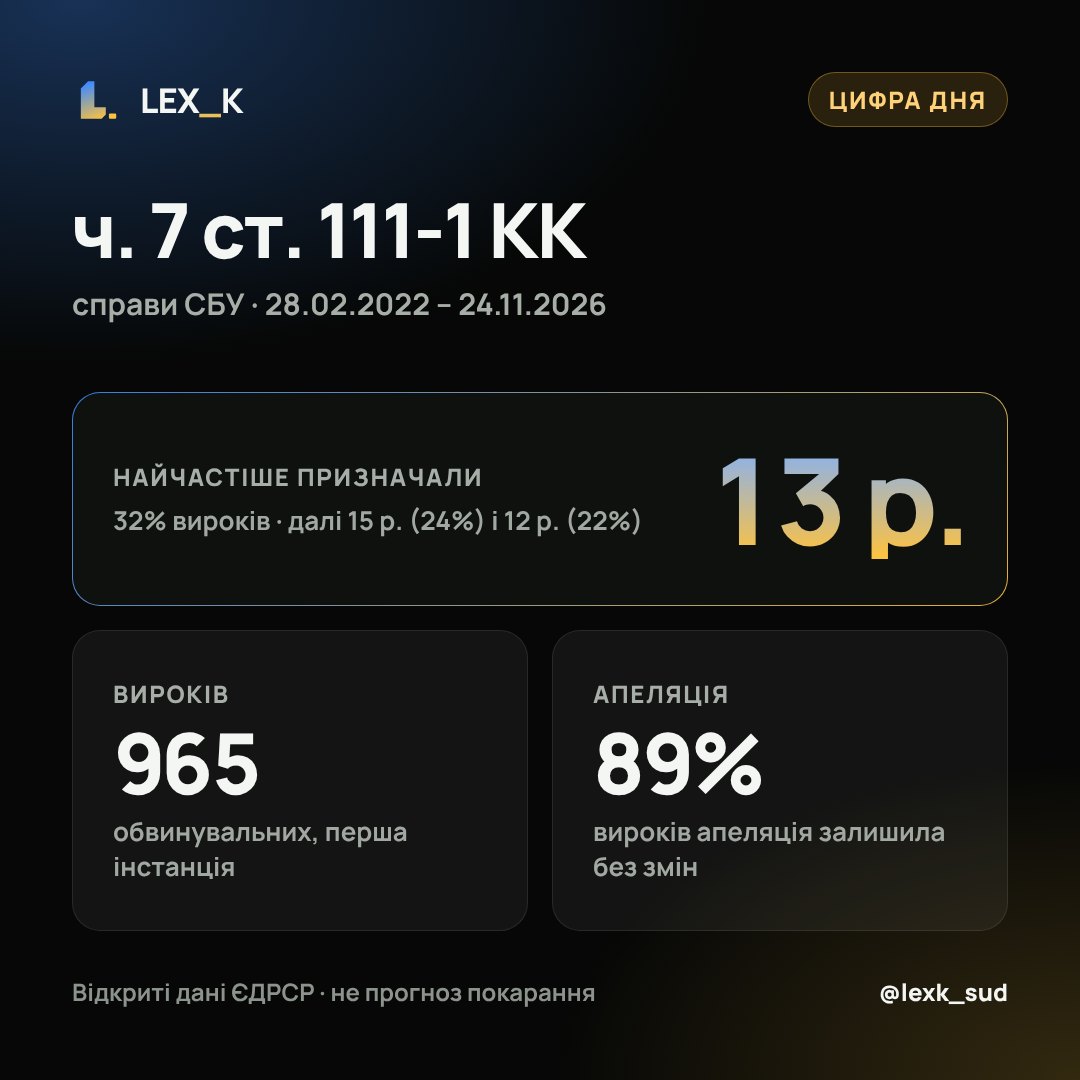 LEX_K
ЦИФРА ДНЯ
ч. 7 ст. 111-1 КК
справи СБУ · 28.02.2022 – 24.11.2026
НАЙЧАСТІШЕ ПРИЗНАЧАЛИ
32% вироків · далі 15 р. (24%) і 12 р. (22%)
13 р.
ВИРОКІВ
965
обвинувальних, перша
інстанція
АПЕЛЯЦІЯ
89%
вироків апеляція залишила
без змін
Відкриті дані ЄДРСР · не прогноз покарання
@lexk_sud